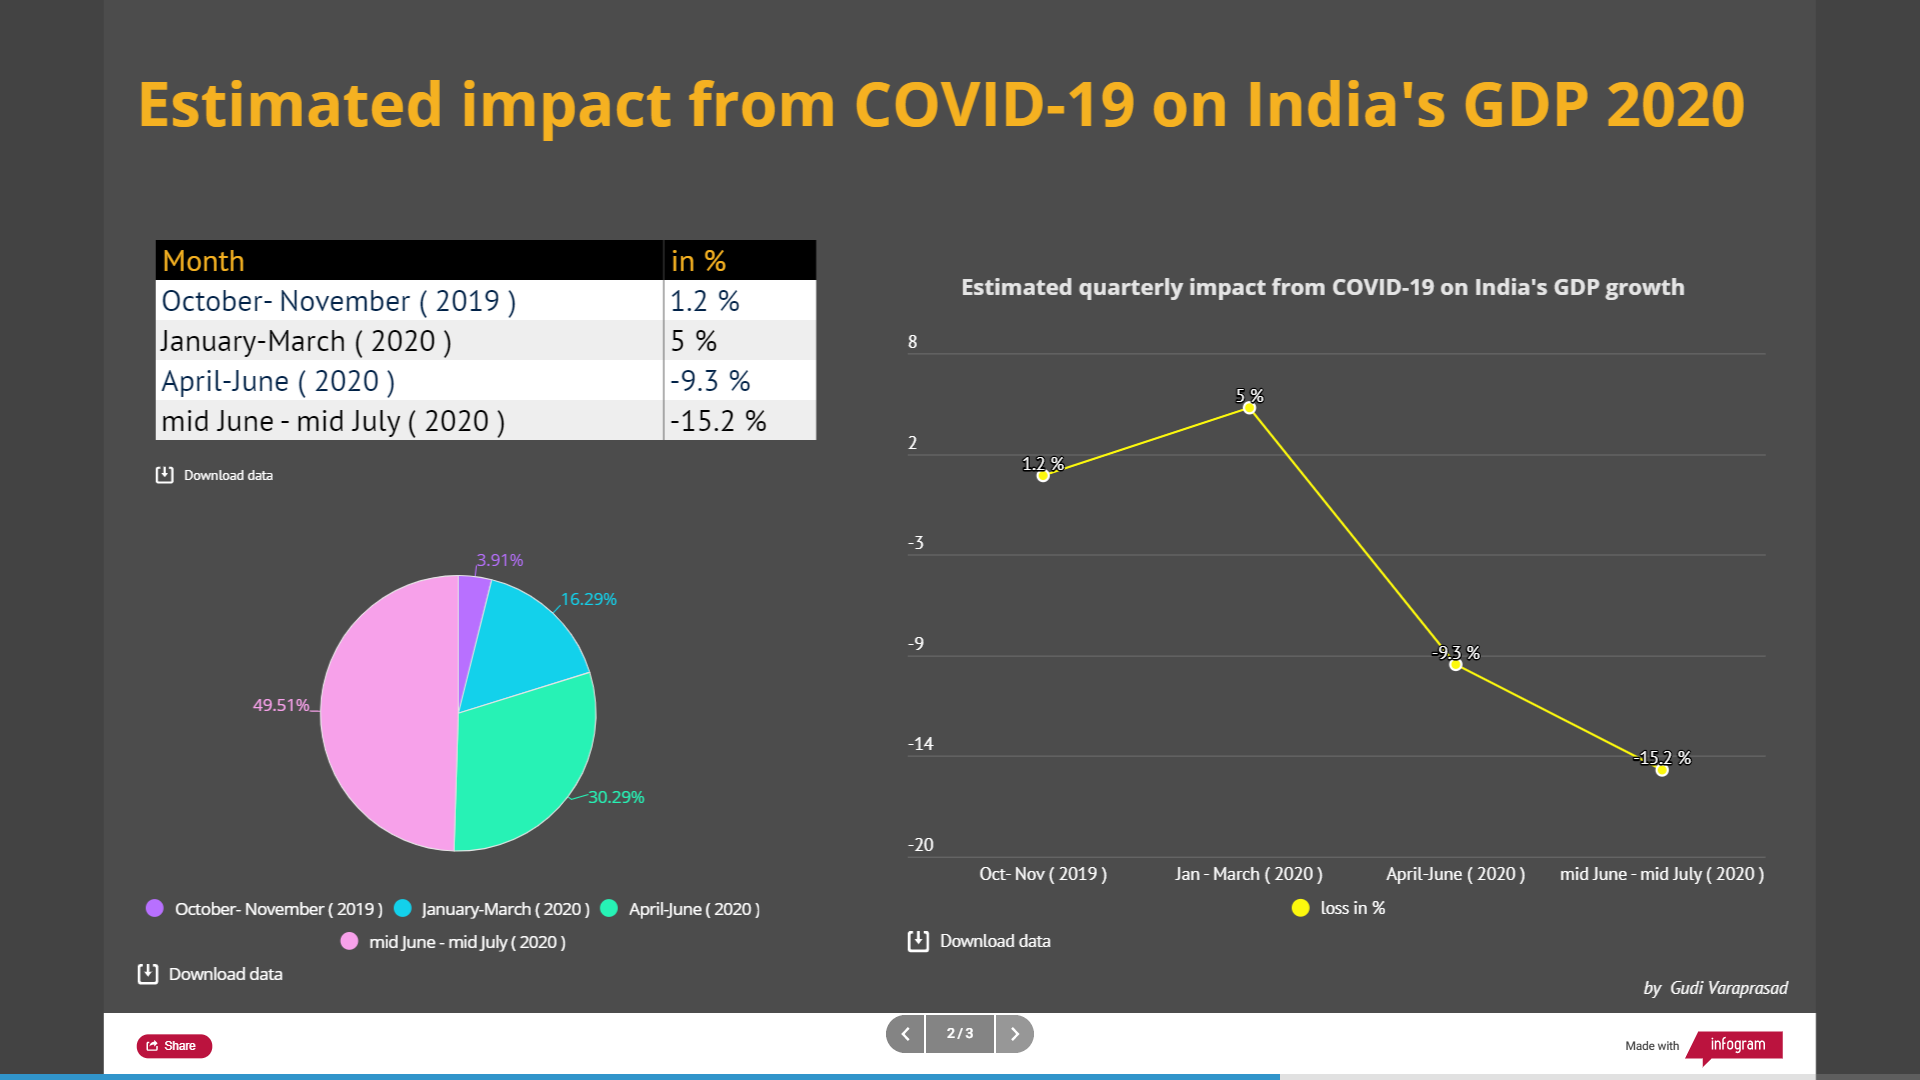 Estimated impact from COVID-19 on India's GDP 2020
Month in %
October- November ( 2019 ) 1.2 %
January-March ( 2020 ) 5 %
April-June ( 2020 ) -9.3 %
mid June - mid July ( 2020 ) -15.2 %
Download data
3.91%
16.29%
49.51%
30.29%
October- November ( 2019 ) January-March ( 2020 ) April-June ( 2020 )
mid June - mid July ( 2020 )
Download data
Estimated quarterly impact from COVID-19 on India's GDP growth
8
5 %
2
1.2 %
-3
-9
-9.3 %
-14
-15.2 %
-20
Oct- Nov ( 2019 ) Jan - March ( 2020 ) April-June ( 2020 ) mid June - mid July ( 2020 )
loss in %
Download data
by Gudi Varaprasad
Share
2 / 3
Made with infogram